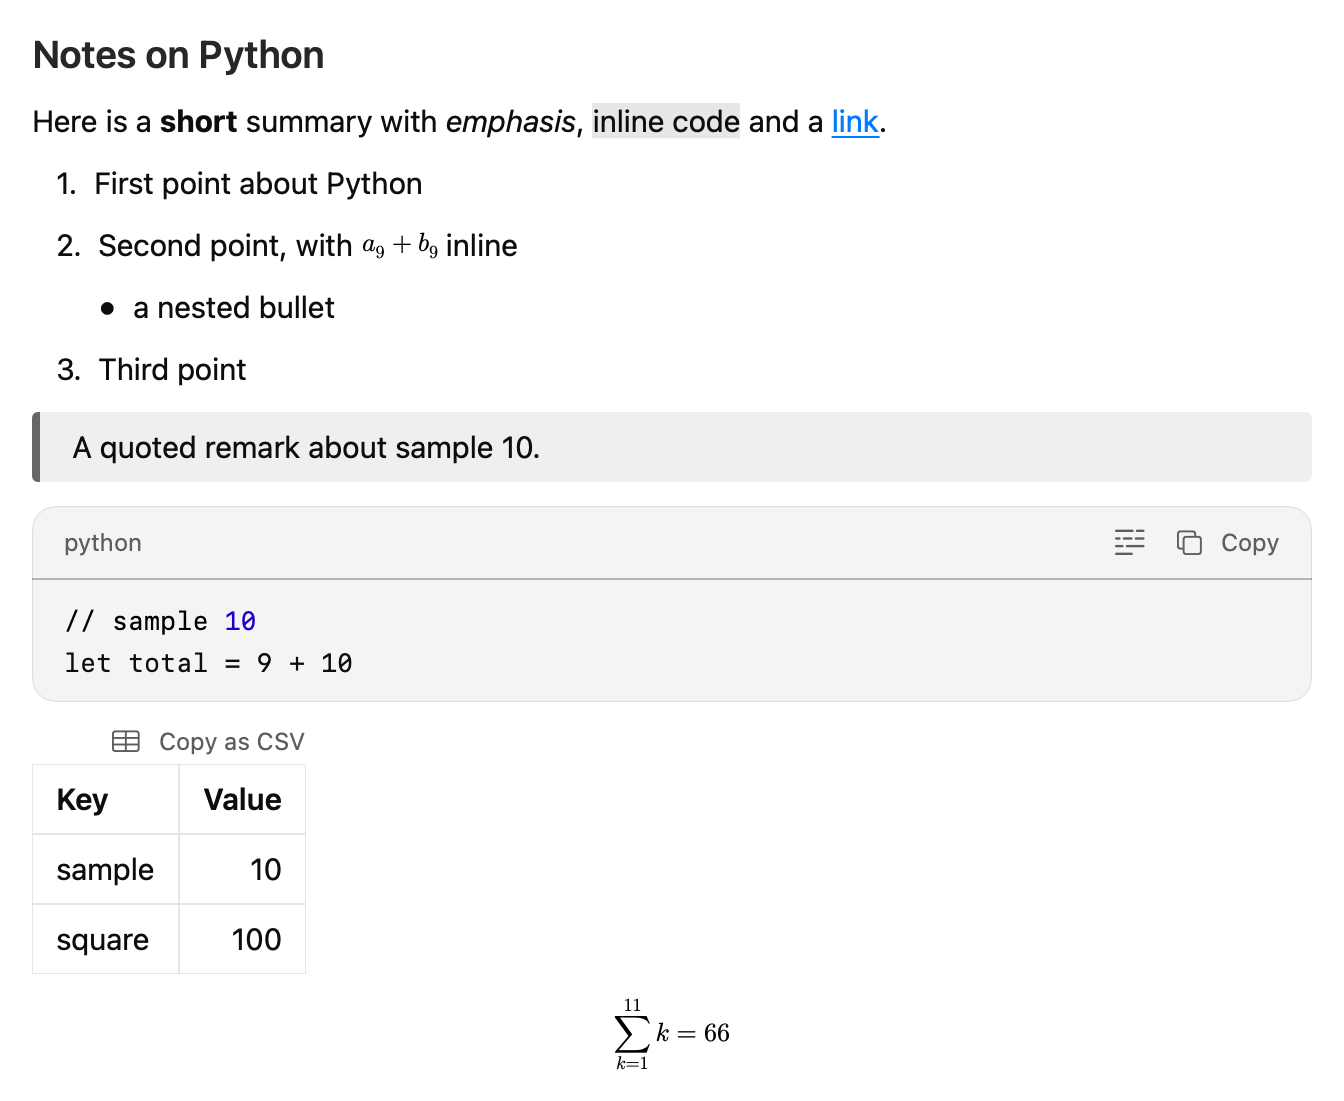 Notes on Python
Here is a short summary with emphasis, inline code and a link.
1. First point about Python
2. Second point, with a₉ + b₉ inline
• a nested bullet
3. Third point
A quoted remark about sample 10.
python Copy
// sample 10
let total = 9 + 10
Copy as CSV
Key Value
sample 10
square 100
11
∑ k = 66
k=1